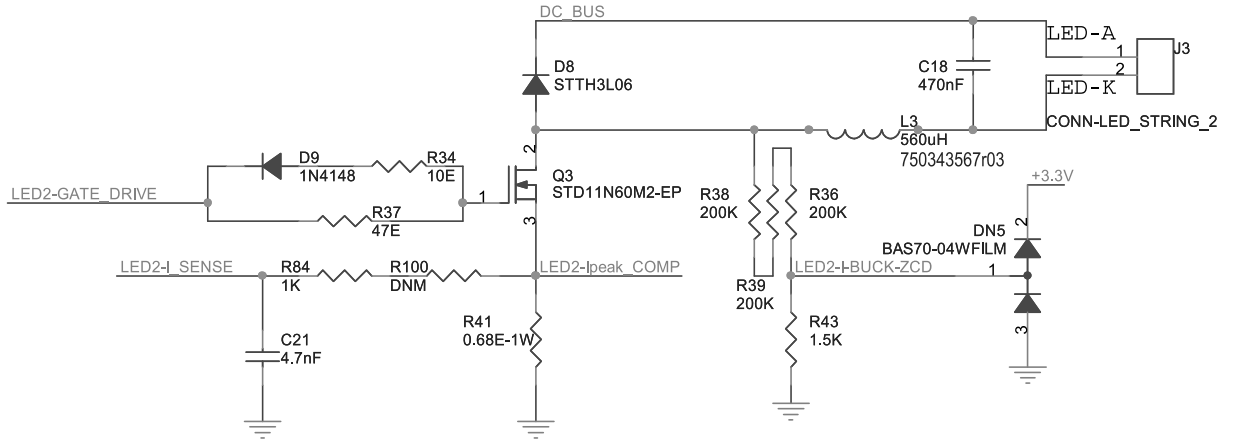 DC_BUS
LED-A
J3
1
2
D8
STTH3L06
C18
470nF
LED-K
L3
560uH
750343567r03
CONN-LED_STRING_2
D9
1N4148
R34
10E
2
Q3
STD11N60M2-EP
LED2-GATE_DRIVE
1
R37
47E
3
R38
200K
R36
200K
+3.3V
2
DN5
BAS70-04WFILM
LED2-I_SENSE
R84
1K
R100
DNM
LED2-Ipeak_COMP
R39
200K
LED2-I-BUCK-ZCD
1
C21
4.7nF
R41
0.68E-1W
R43
1.5K
3